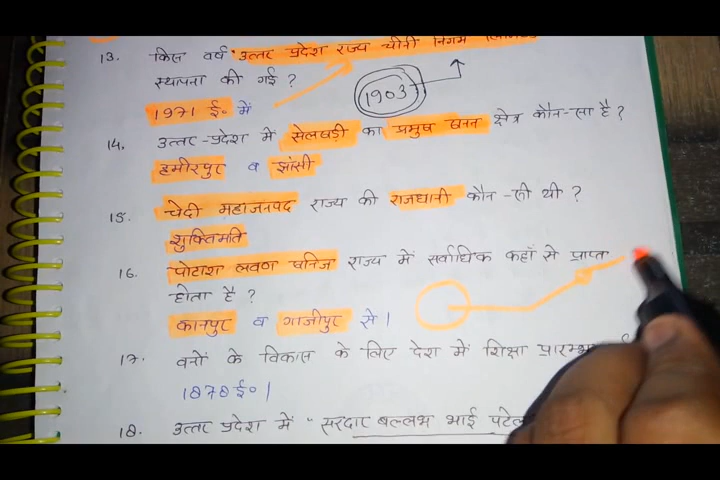 13. किस वर्ष उत्तर प्रदेश राज्य चीनी निगम
स्थापना की गई ?
1903
1971 ई॰ में
14. उत्तर-प्रदेश में सेलखड़ी का प्रमुख खनन क्षेत्र कौन-सा है ?
हमीरपुर व झांसी
15. चेदी महाजनपद राज्य की राजधानी कौन-सी थी ?
शुक्तिमति
16. पोटाश लवण खनिज राज्य में सर्वाधिक कहाँ से प्राप्त
होता है ?
कानपुर व गाजीपुर से।
17. वनों के विकास के लिए देश में शिक्षा प्रारम्भ
1878 ई॰।
18. उत्तर प्रदेश में "सरदार बल्लभ भाई पटेल